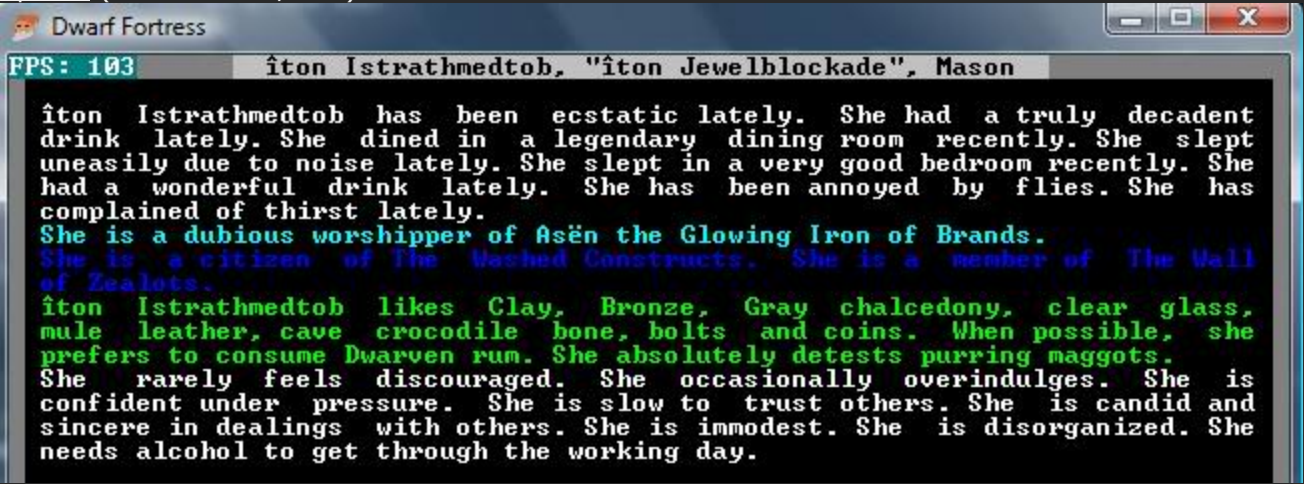 Dwarf Fortress
FPS: 103 îton Istrathmedtob, "îton Jewelblockade", Mason
îton Istrathmedtob has been ecstatic lately. She had a truly decadent
drink lately. She dined in a legendary dining room recently. She slept
uneasily due to noise lately. She slept in a very good bedroom recently. She
had a wonderful drink lately. She has been annoyed by flies. She has
complained of thirst lately.
She is a dubious worshipper of Asën the Glowing Iron of Brands.
She is a citizen of The Washed Constructs. She is a member of The Wall
of Zealots.
îton Istrathmedtob likes Clay, Bronze, Gray chalcedony, clear glass,
mule leather, cave crocodile bone, bolts and coins. When possible, she
prefers to consume Dwarven rum. She absolutely detests purring maggots.
She rarely feels discouraged. She occasionally overindulges. She is
confident under pressure. She is slow to trust others. She is candid and
sincere in dealings with others. She is immodest. She is disorganized. She
needs alcohol to get through the working day.